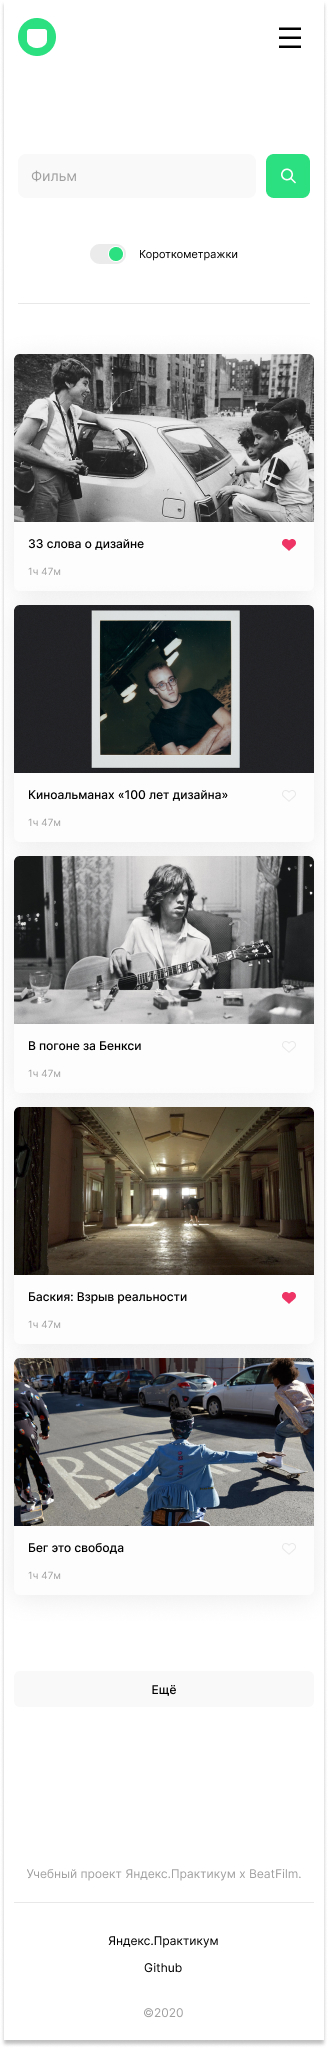 Фильм
Короткометражки
33 слова о дизайне
1ч 47м
Киноальманах «100 лет дизайна»
1ч 47м
В погоне за Бенкси
1ч 47м
Баския: Взрыв реальности
1ч 47м
RUN
Бег это свобода
1ч 47м
Ещё
Учебный проект Яндекс.Практикум х BeatFilm.
Яндекс.Практикум
Github
©2020